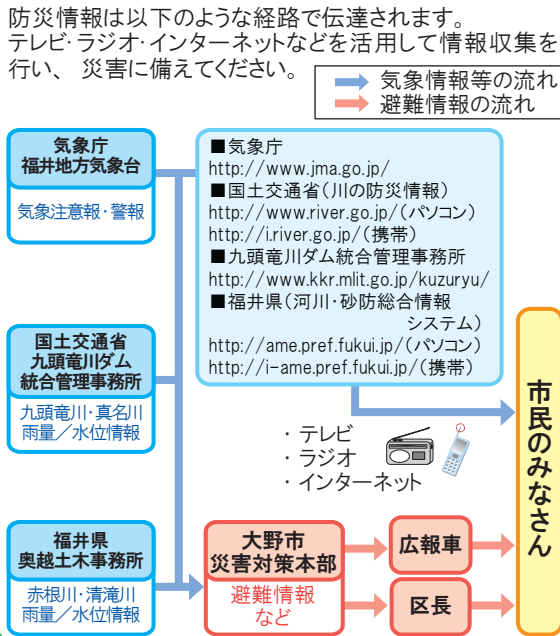 防災情報は以下のような経路で伝達されます。
テレビ・ラジオ・インターネットなどを活用して情報収集を
行い、 災害に備えてください。
気象情報等の流れ
避難情報の流れ
気象庁
福井地方気象台
気象注意報・警報
■気象庁
http://www.jma.go.jp/
■国土交通省(川の防災情報)
http://www.river.go.jp/(パソコン)
http://i.river.go.jp/(携帯)
■九頭竜川ダム統合管理事務所
http://www.kkr.mlit.go.jp/kuzuryu/
■福井県(河川・砂防総合情報
システム)
http://ame.pref.fukui.jp/(パソコン)
http://i-ame.pref.fukui.jp/(携帯)
国土交通省
九頭竜川ダム
統合管理事務所
九頭竜川・真名川
雨量/水位情報
・ テレビ
・ ラジオ
・ インターネット
市民のみなさん
福井県
奥越土木事務所
赤根川・清滝川
雨量/水位情報
大野市
災害対策本部
避難情報
など
広報車
区長